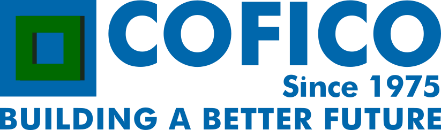 COFICO
Since 1975
BUILDING A BETTER FUTURE